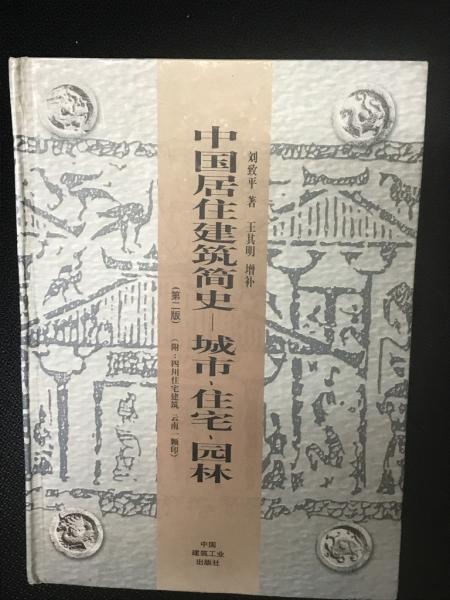 刘致平 著 王其明 增补
中国居住建筑简史—城市、住宅、园林
(第二版) (附:四川住宅建筑 云南一颗印)
中国
建筑工业
出版社